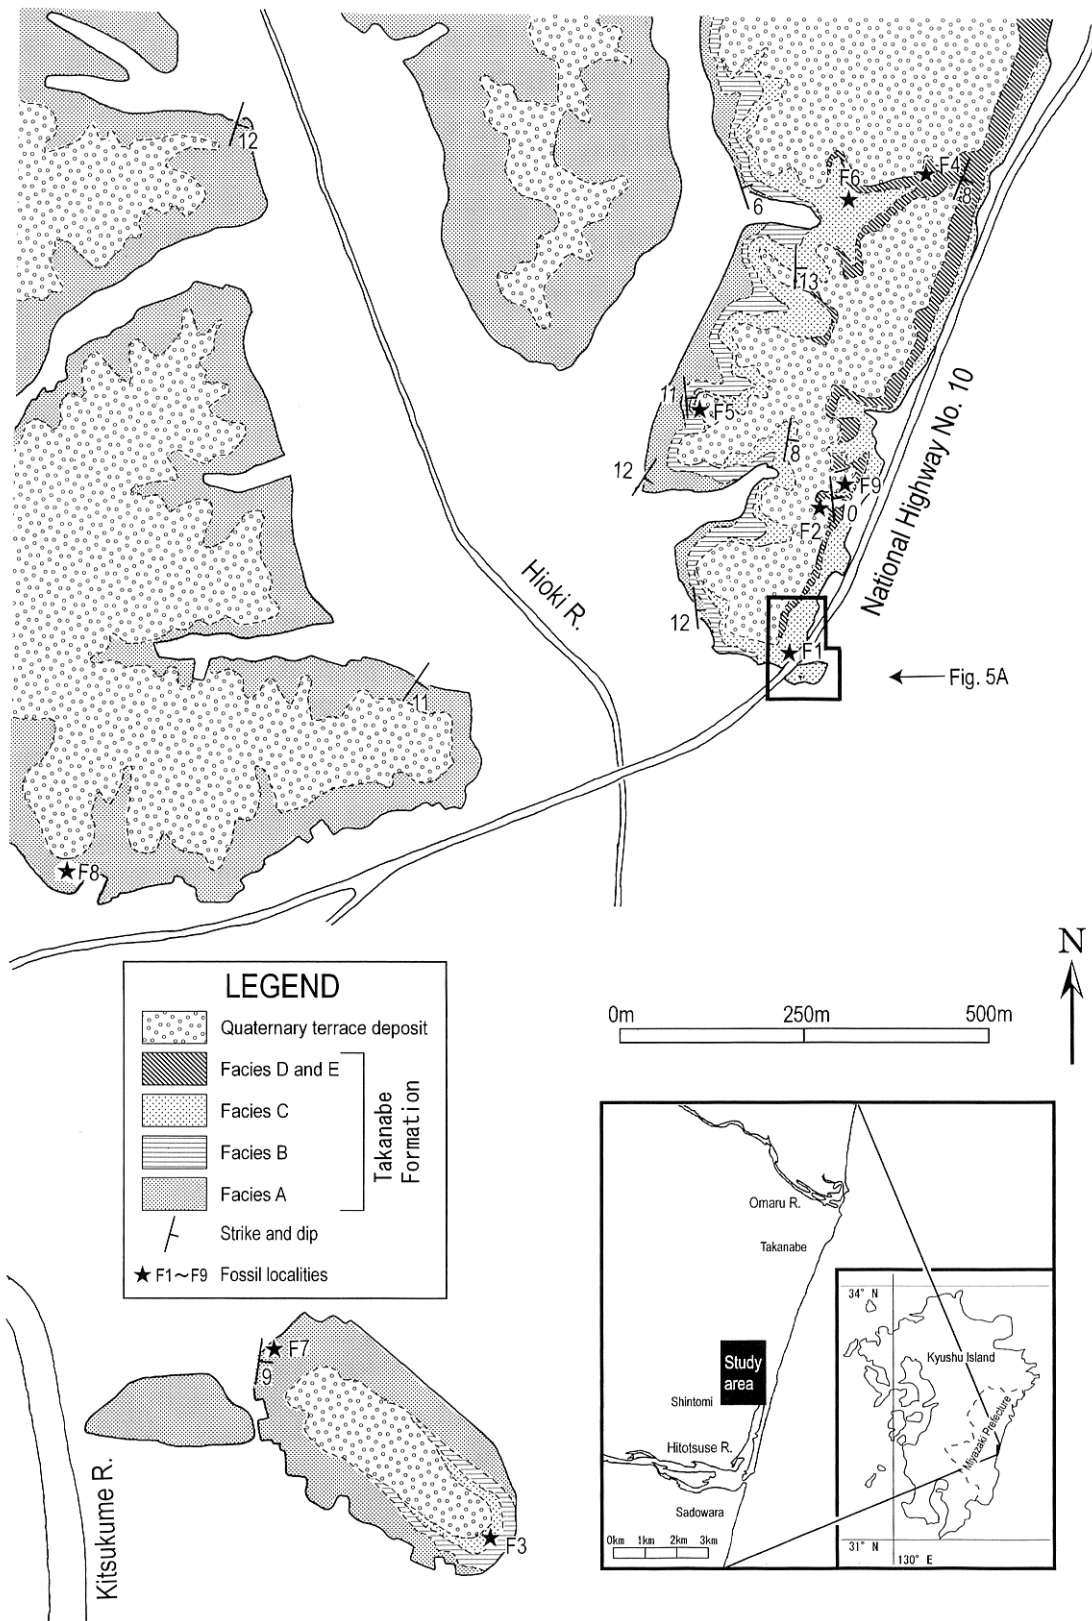 12
F4
F6
8
6
13
National Highway No. 10
11
F5
8
12
F9
10
F2
Hioki R.
12
F1
Fig. 5A
11
F8
N
LEGEND
Quaternary terrace deposit
Facies D and E
Facies C
Facies B
Facies A
Takanabe
Formation
Strike and dip
★ F1～F9 Fossil localities
0m 250m 500m
Omaru R.
Takanabe
Study
area
Shintomi
Hitotsuse R.
Sadowara
0km 1km 2km 3km
34° N
Kyushu Island
Miyazaki Prefecture
31° N
130° E
F7
9
F3
Kitsukume R.